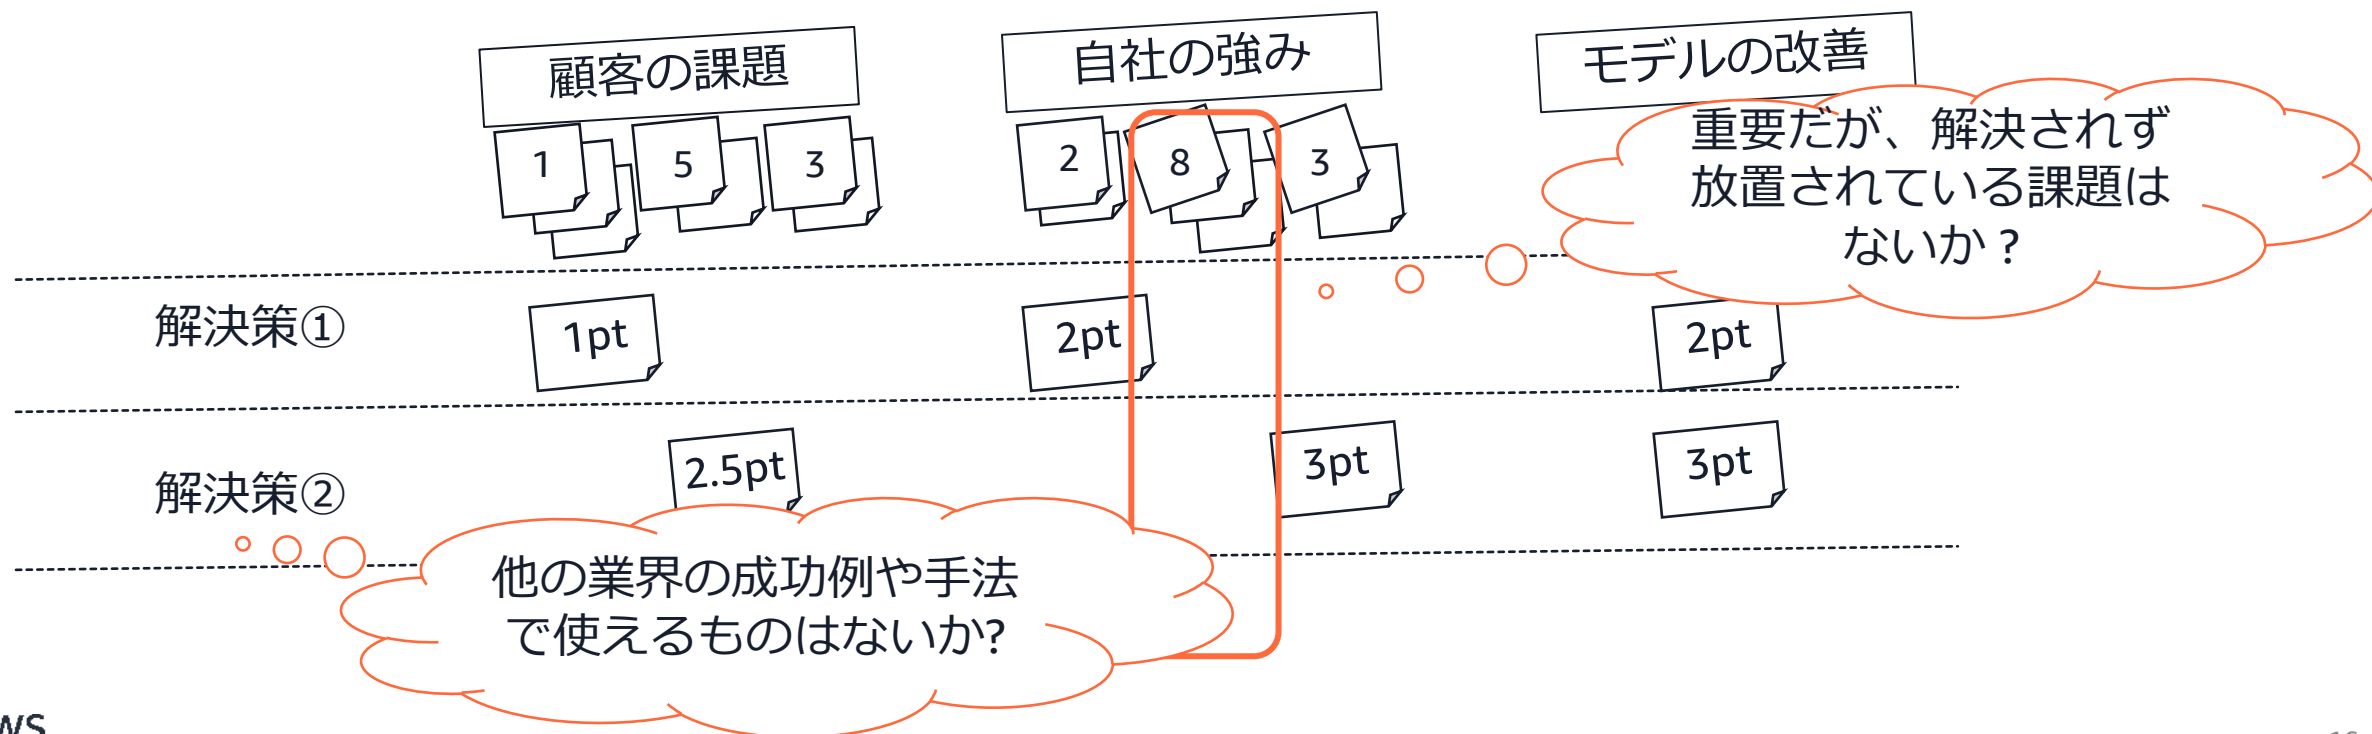 顧客の課題
自社の強み
モデルの改善
1
5
3
2
8
3
重要だが、解決されず
放置されている課題は
ないか？
解決策①
1pt
2pt
2pt
解決策②
2.5pt
3pt
3pt
他の業界の成功例や手法
で使えるものはないか?